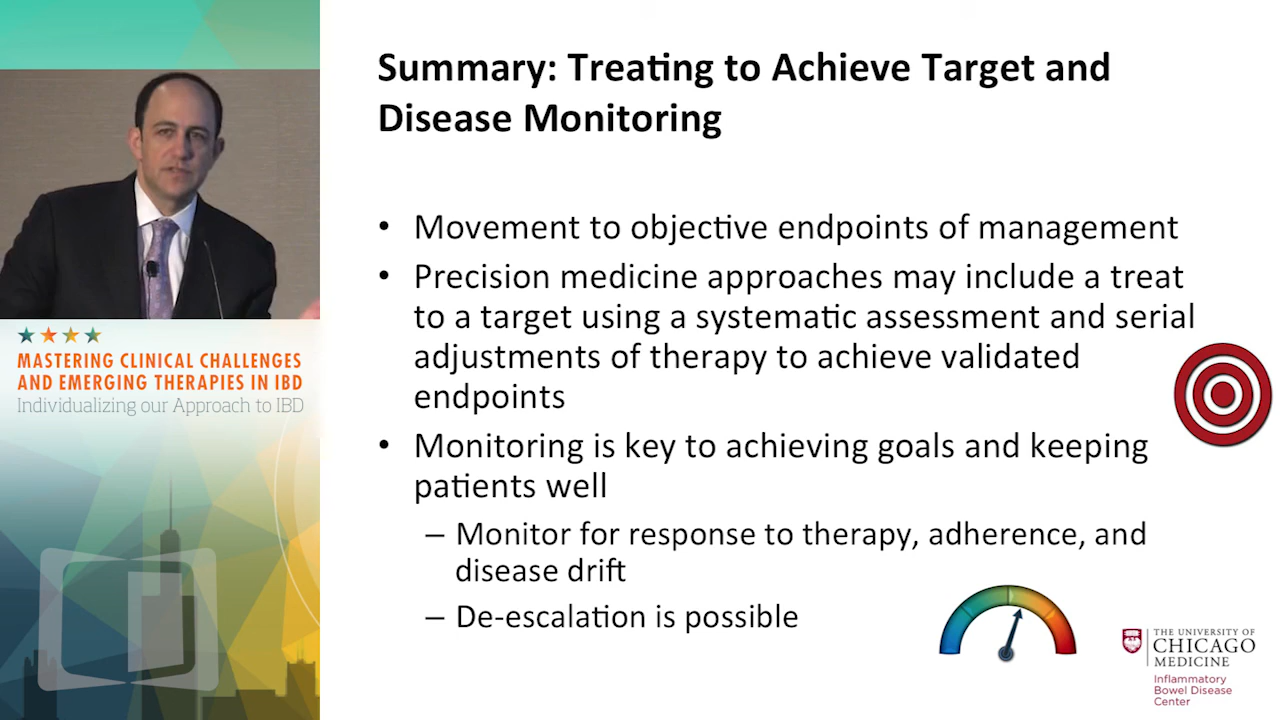 Summary: Treating to Achieve Target and
Disease Monitoring
• Movement to objective endpoints of management
• Precision medicine approaches may include a treat
to a target using a systematic assessment and serial
adjustments of therapy to achieve validated
endpoints
• Monitoring is key to achieving goals and keeping
patients well
– Monitor for response to therapy, adherence, and
disease drift
– De-escalation is possible
MASTERING CLINICAL CHALLENGES
AND EMERGING THERAPIES IN IBD
Individualizing our Approach to IBD
THE UNIVERSITY OF
CHICAGO
MEDICINE
Inflammatory
Bowel Disease
Center